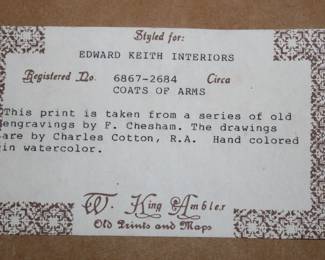 Styled for:
EDWARD KEITH INTERIORS
Registered No. 6867-2684 Circa
COATS OF ARMS
This print is taken from a series of old
engravings by F. Chesham. The drawings
are by Charles Cotton, R.A. Hand colored
in watercolor.
W. King Ambler
Old Prints and Maps